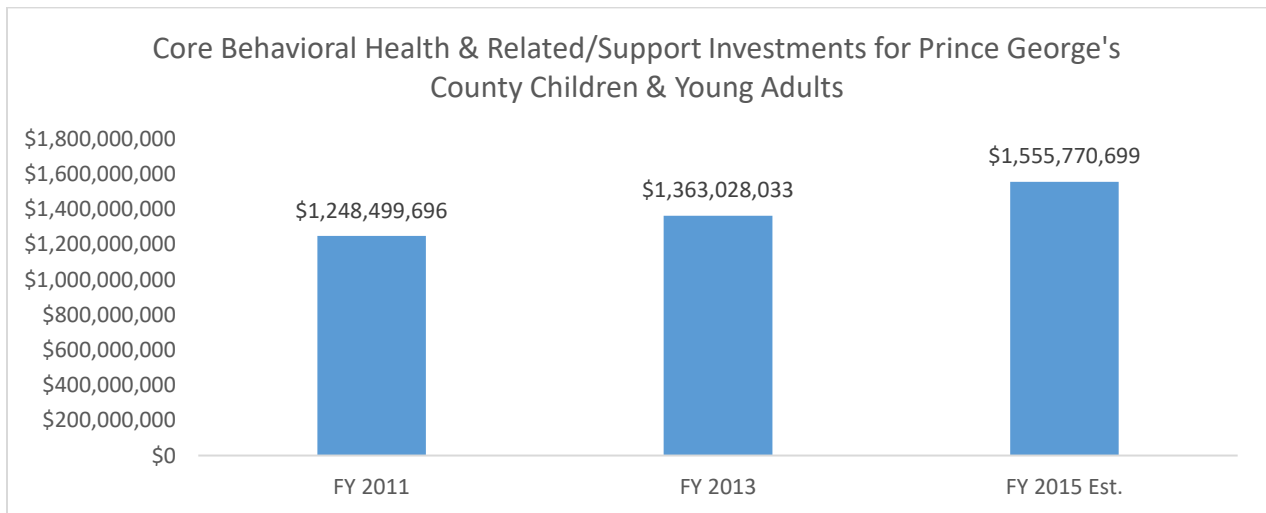 Core Behavioral Health & Related/Support Investments for Prince George's
County Children & Young Adults
$1,800,000,000
$1,600,000,000
$1,400,000,000
$1,200,000,000
$1,000,000,000
$800,000,000
$600,000,000
$400,000,000
$200,000,000
$0
$1,248,499,696
$1,363,028,033
$1,555,770,699
FY 2011
FY 2013
FY 2015 Est.